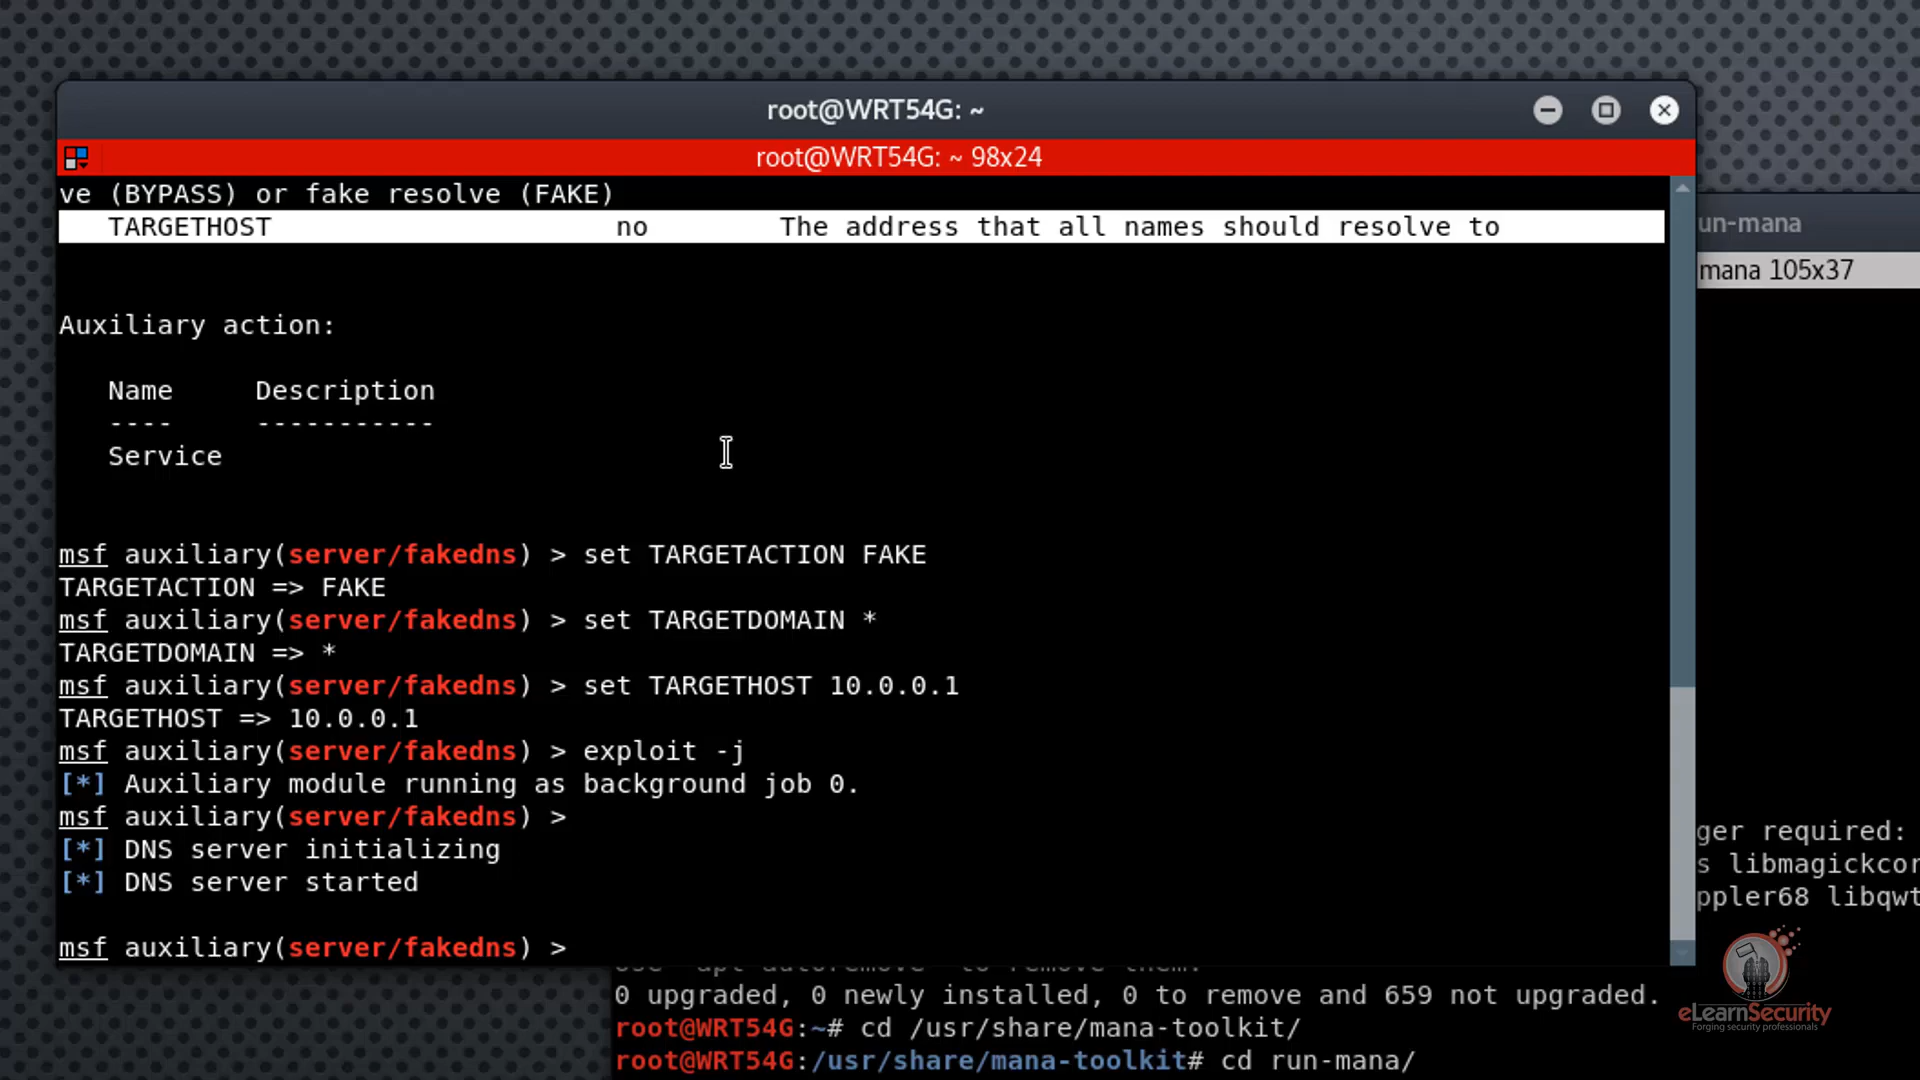 root@WRT54G: ~
root@WRT54G: ~ 98x24
ve (BYPASS) or fake resolve (FAKE)
TARGETHOST no The address that all names should resolve to
Auxiliary action:
Name Description
---- -----------
Service
msf auxiliary(server/fakedns) > set TARGETACTION FAKE
TARGETACTION => FAKE
msf auxiliary(server/fakedns) > set TARGETDOMAIN *
TARGETDOMAIN => *
msf auxiliary(server/fakedns) > set TARGETHOST 10.0.0.1
TARGETHOST => 10.0.0.1
msf auxiliary(server/fakedns) > exploit -j
[*] Auxiliary module running as background job 0.
msf auxiliary(server/fakedns) >
[*] DNS server initializing
[*] DNS server started
msf auxiliary(server/fakedns) >
un-mana
mana 105x37
ger required:
s libmagickcor
ppler68 libqwt
0 upgraded, 0 newly installed, 0 to remove and 659 not upgraded.
root@WRT54G:~# cd /usr/share/mana-toolkit/
root@WRT54G:/usr/share/mana-toolkit# cd run-mana/
eLearnSecurity
Forging security professionals